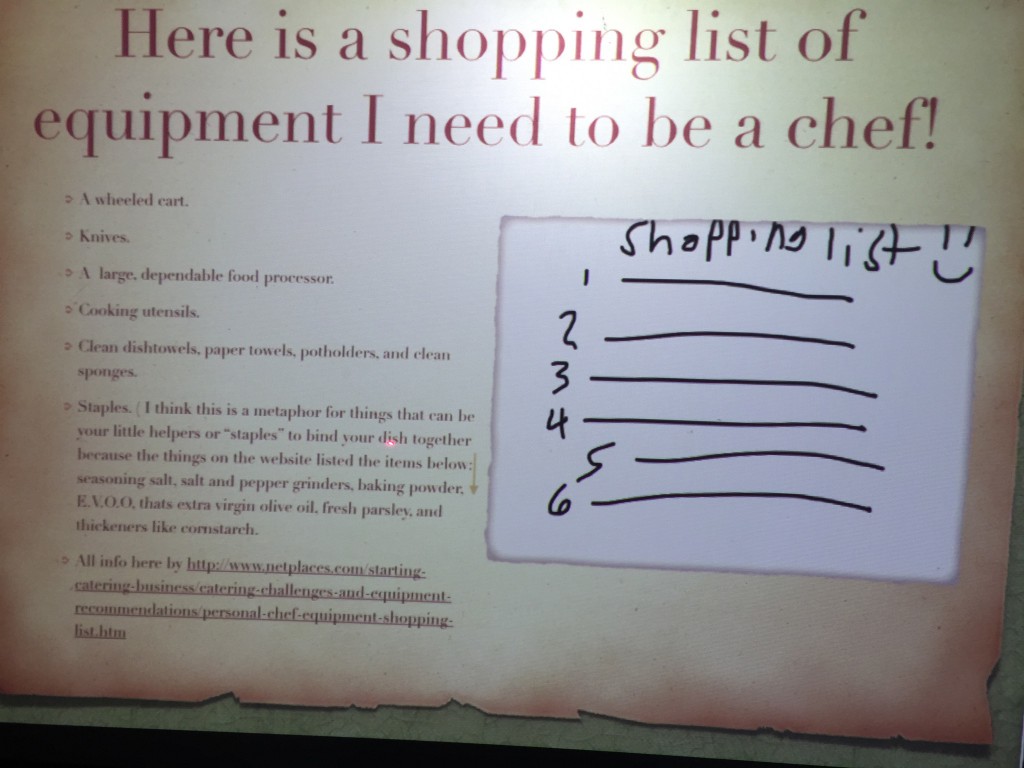 Here is a shopping list of
equipment I need to be a chef!
A wheeled cart.
Knives.
A large, dependable food processor.
Cooking utensils.
Clean dishtowels, paper towels, potholders, and clean
sponges.
Staples. ( I think this is a metaphor for things that can be
your little helpers or “staples” to bind your dish together
because the things on the website listed the items below:
seasoning salt, salt and pepper grinders, baking powder,
E.V.O.O, thats extra virgin olive oil, fresh parsley, and
thickeners like cornstarch.
All info here by http://www.netplaces.com/starting-
catering-business/catering-challenges-and-equipment-
recommendations/personal-chef-equipment-shopping-
list.htm
shopping list
1
2
3
4
5
6